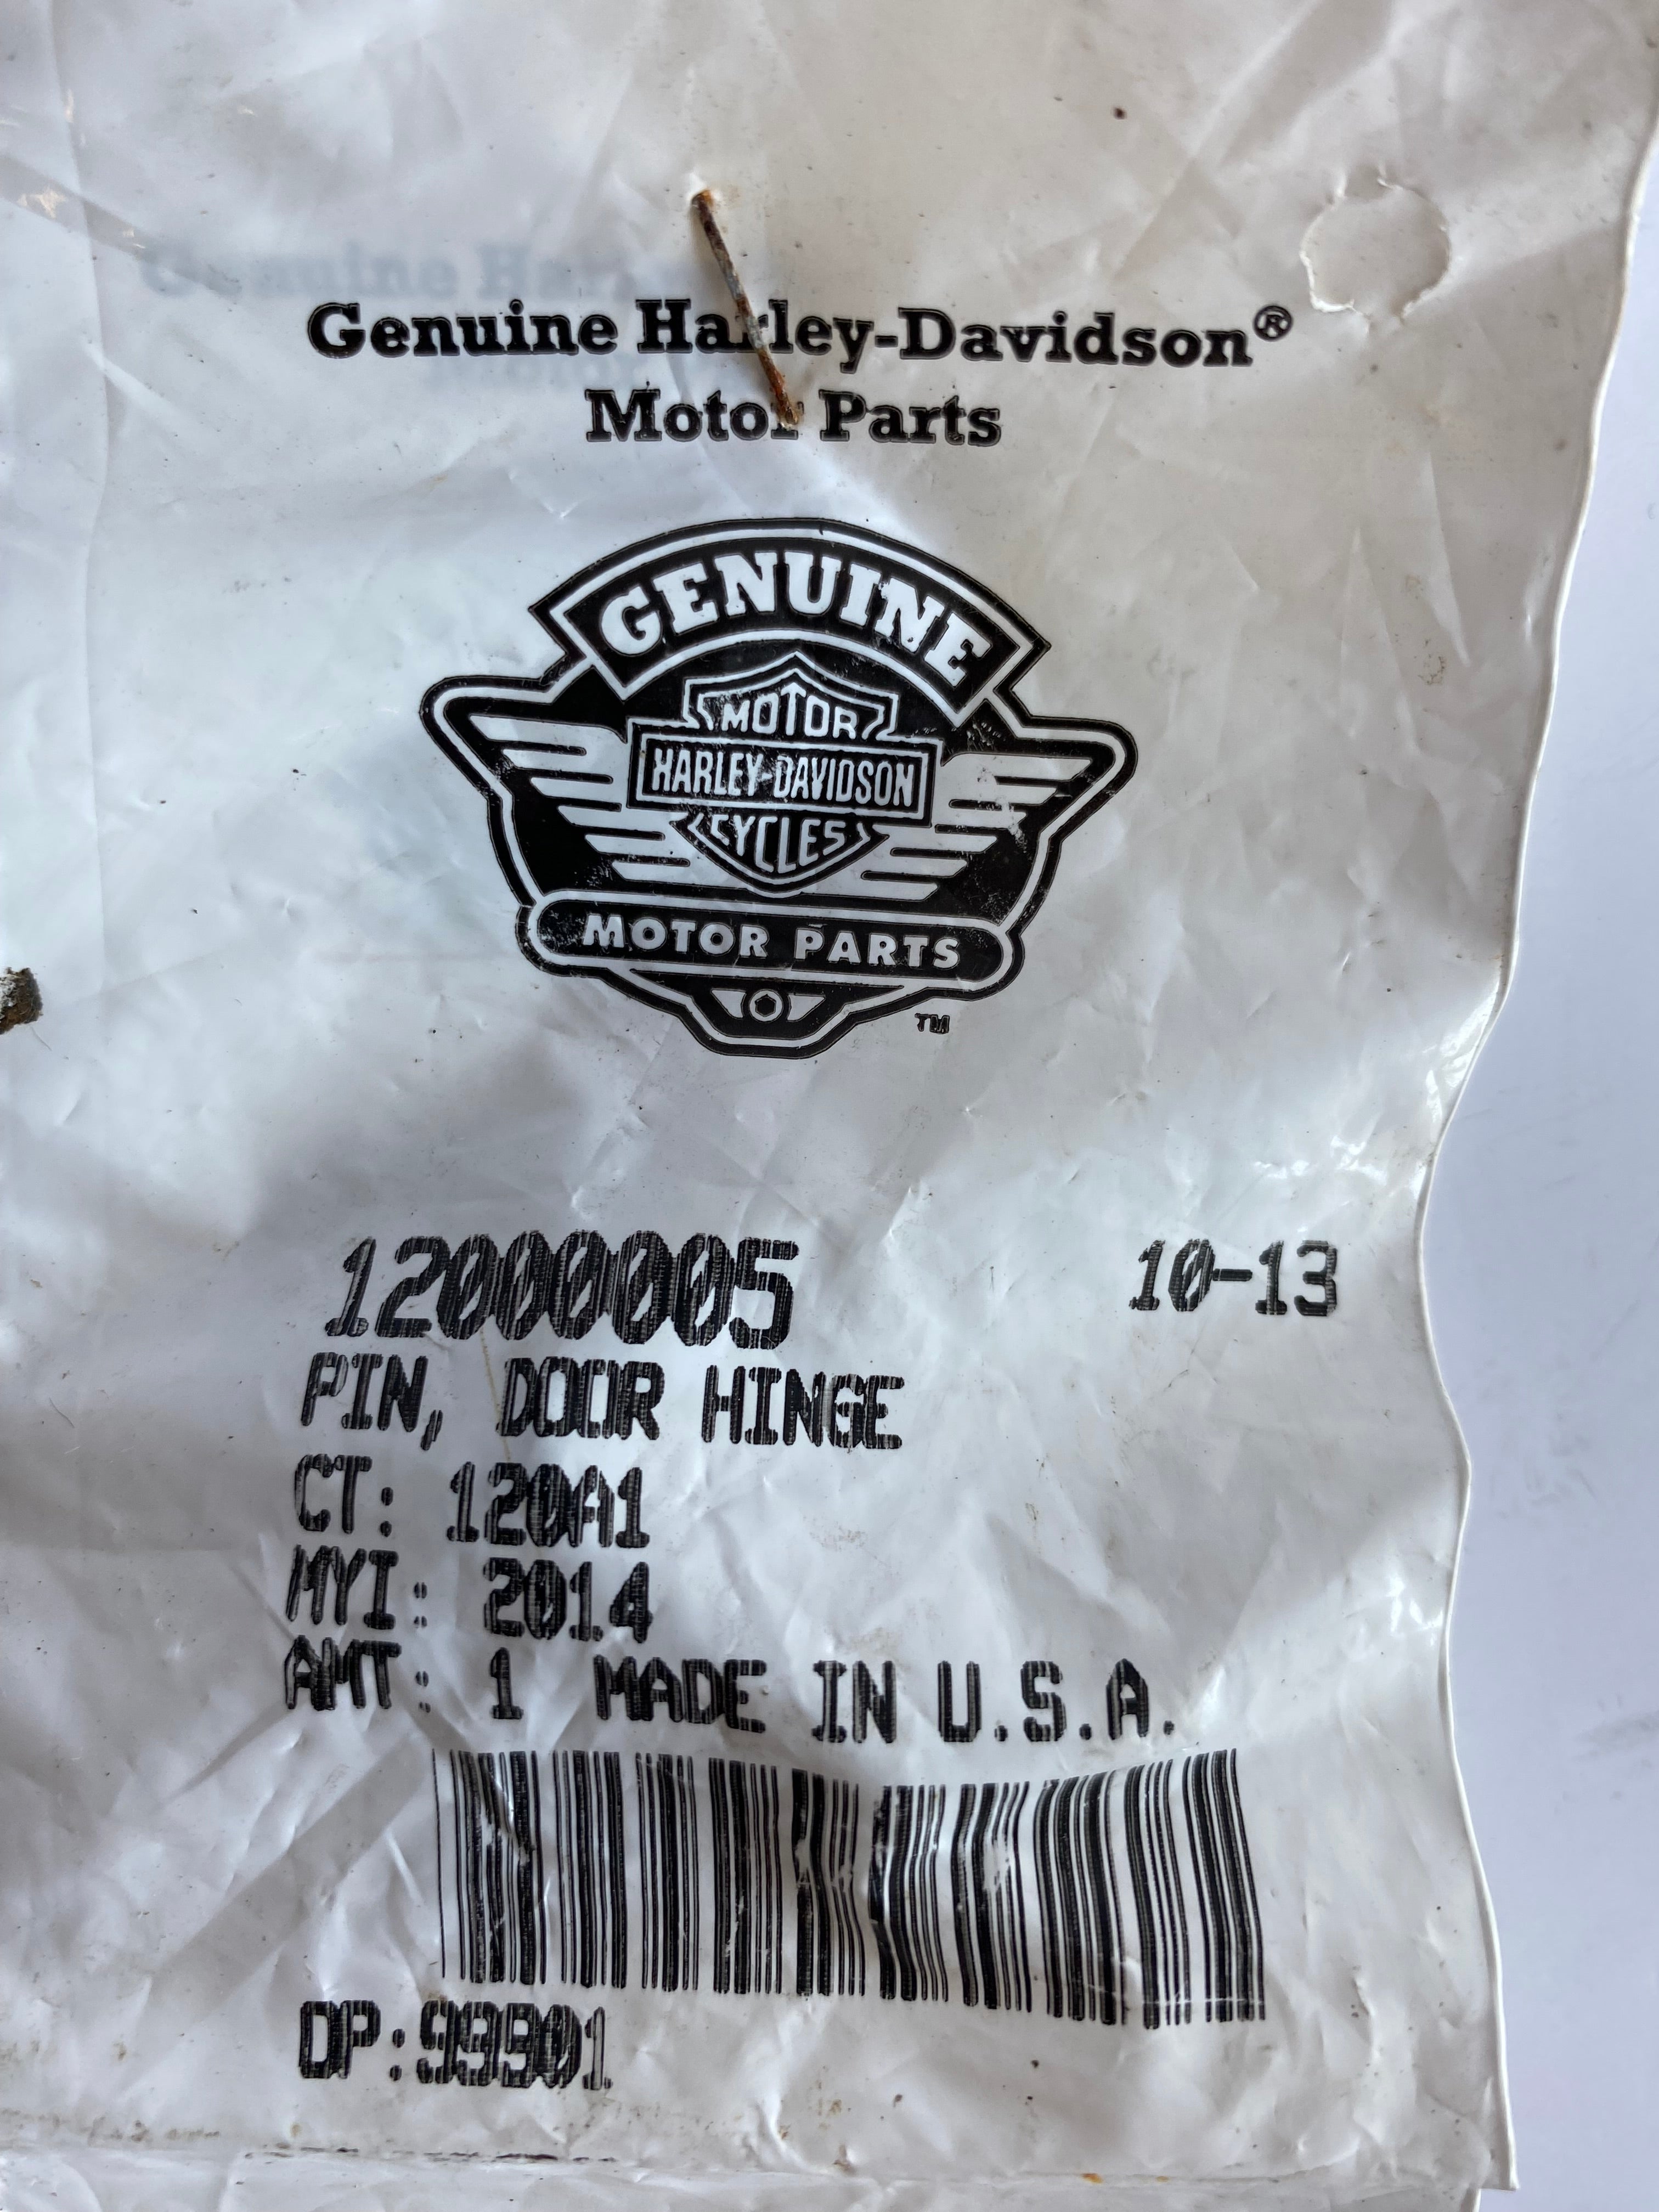 Genuine Harley-Davidson®
Motor Parts
GENUINE
MOTOR
HARLEY-DAVIDSON
CYCLES
MOTOR PARTS
TM
12000005 10-13
PIN, DOOR HINGE
CT: 120A1
MYI: 2014
AMT: 1 MADE IN U.S.A.
DP:99901